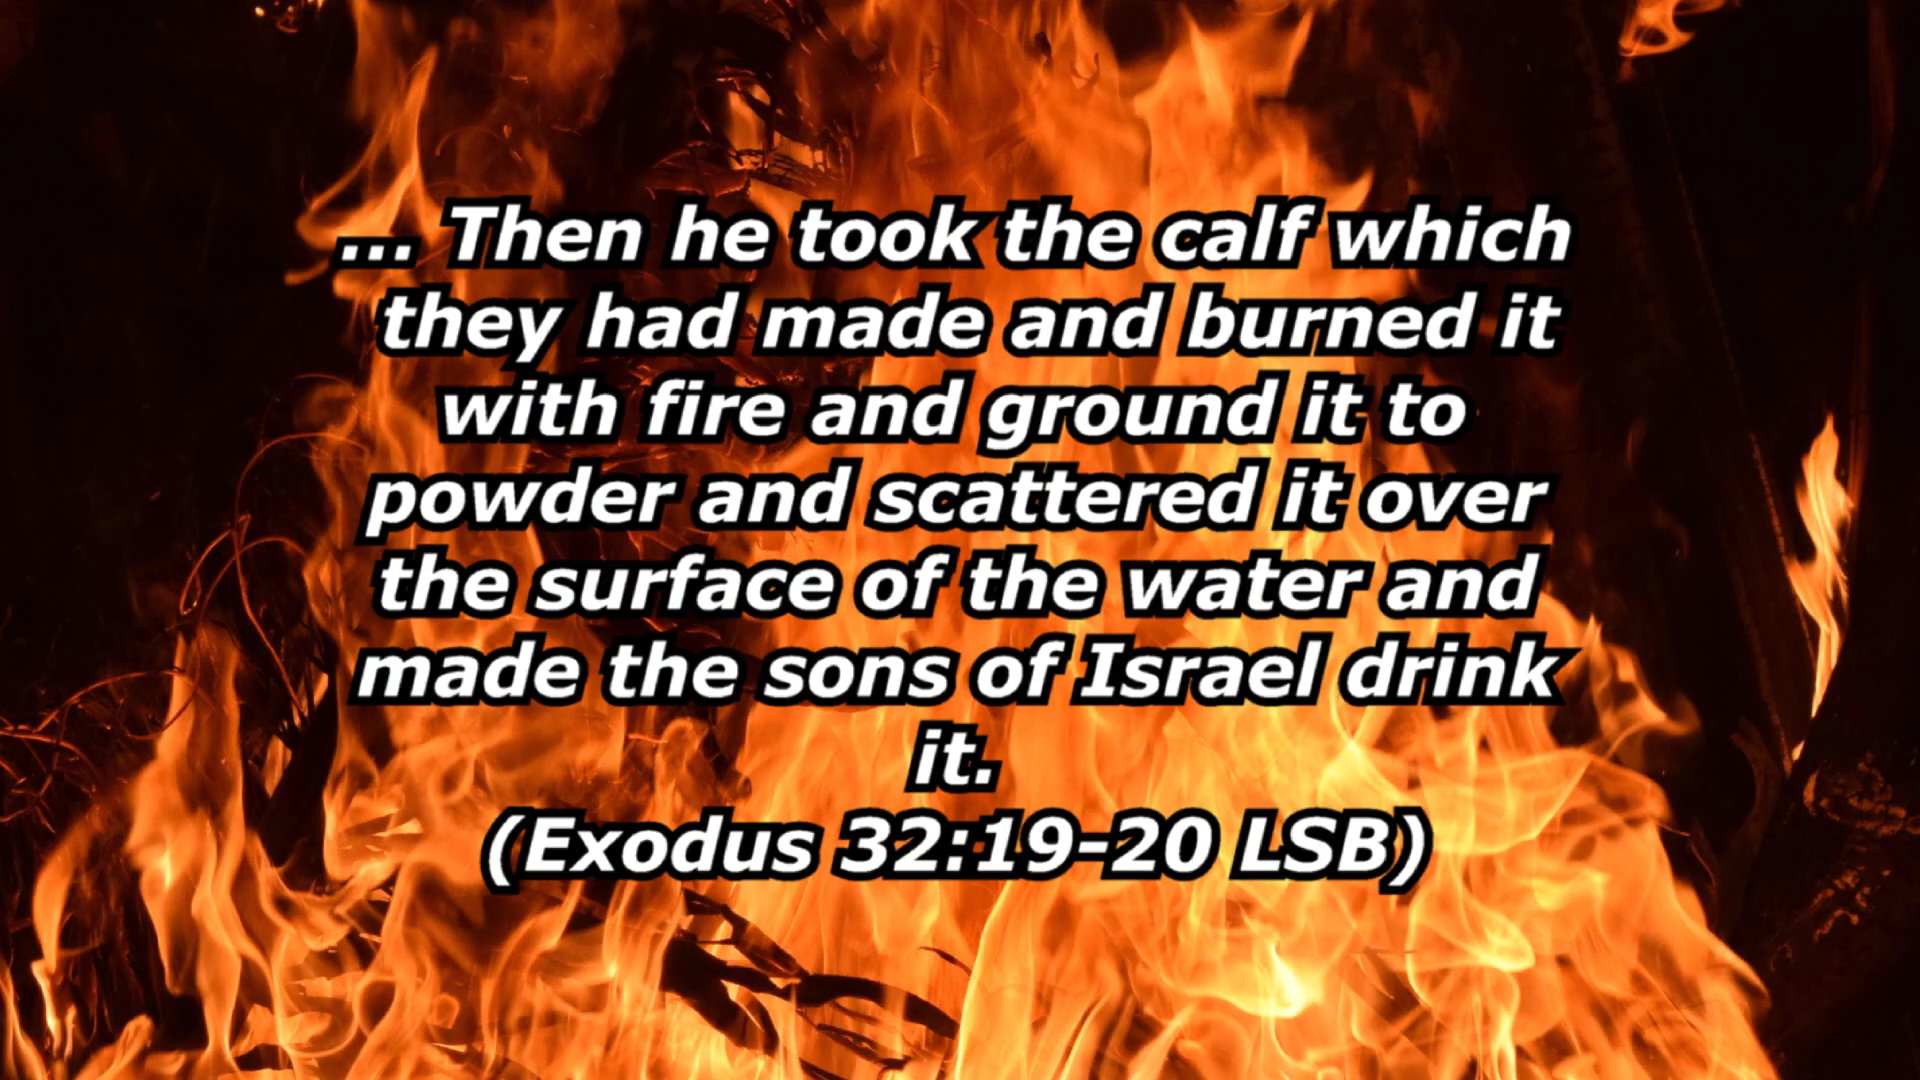 ... Then he took the calf which
they had made and burned it
with fire and ground it to
powder and scattered it over
the surface of the water and
made the sons of Israel drink
it.
(Exodus 32:19-20 LSB)